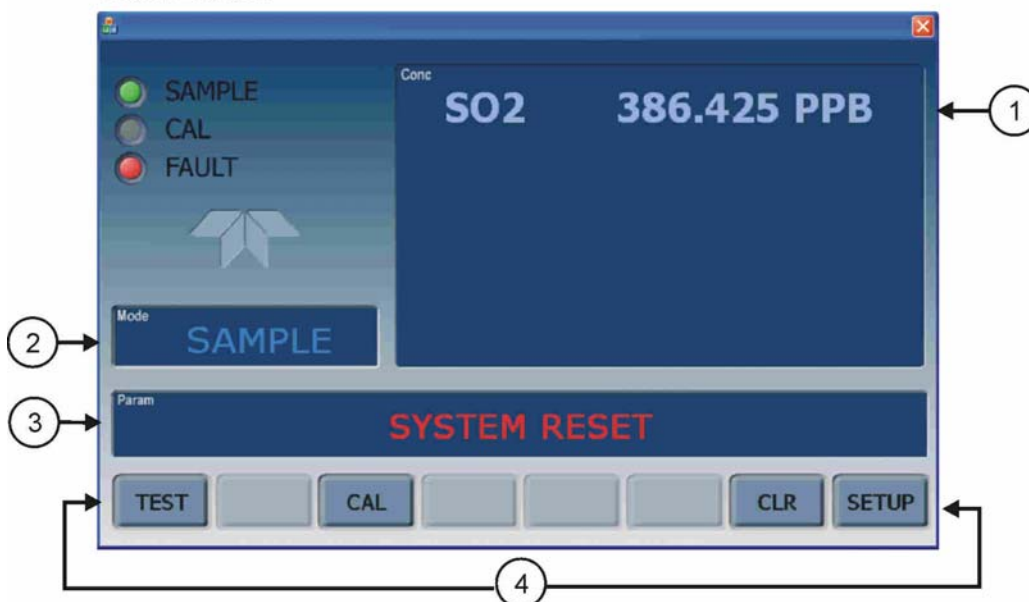 SAMPLE
CAL
FAULT
Conc
SO2 386.425 PPB
1
Mode
SAMPLE
2
Param
SYSTEM RESET
3
TEST CAL CLR SETUP
4